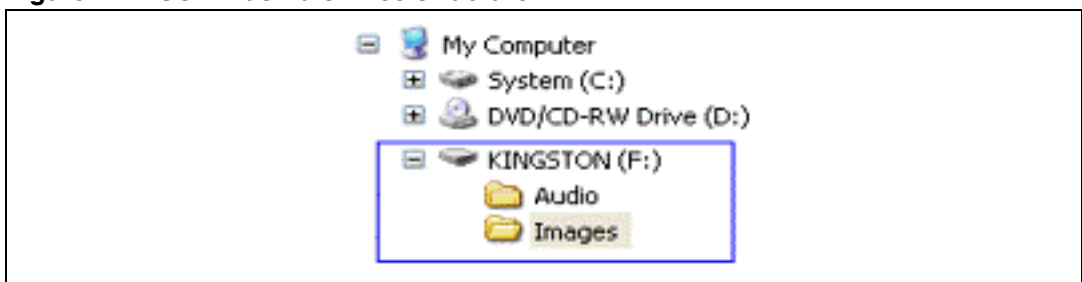 My Computer
System (C:)
DVD/CD-RW Drive (D:)
KINGSTON (F:)
Audio
Images